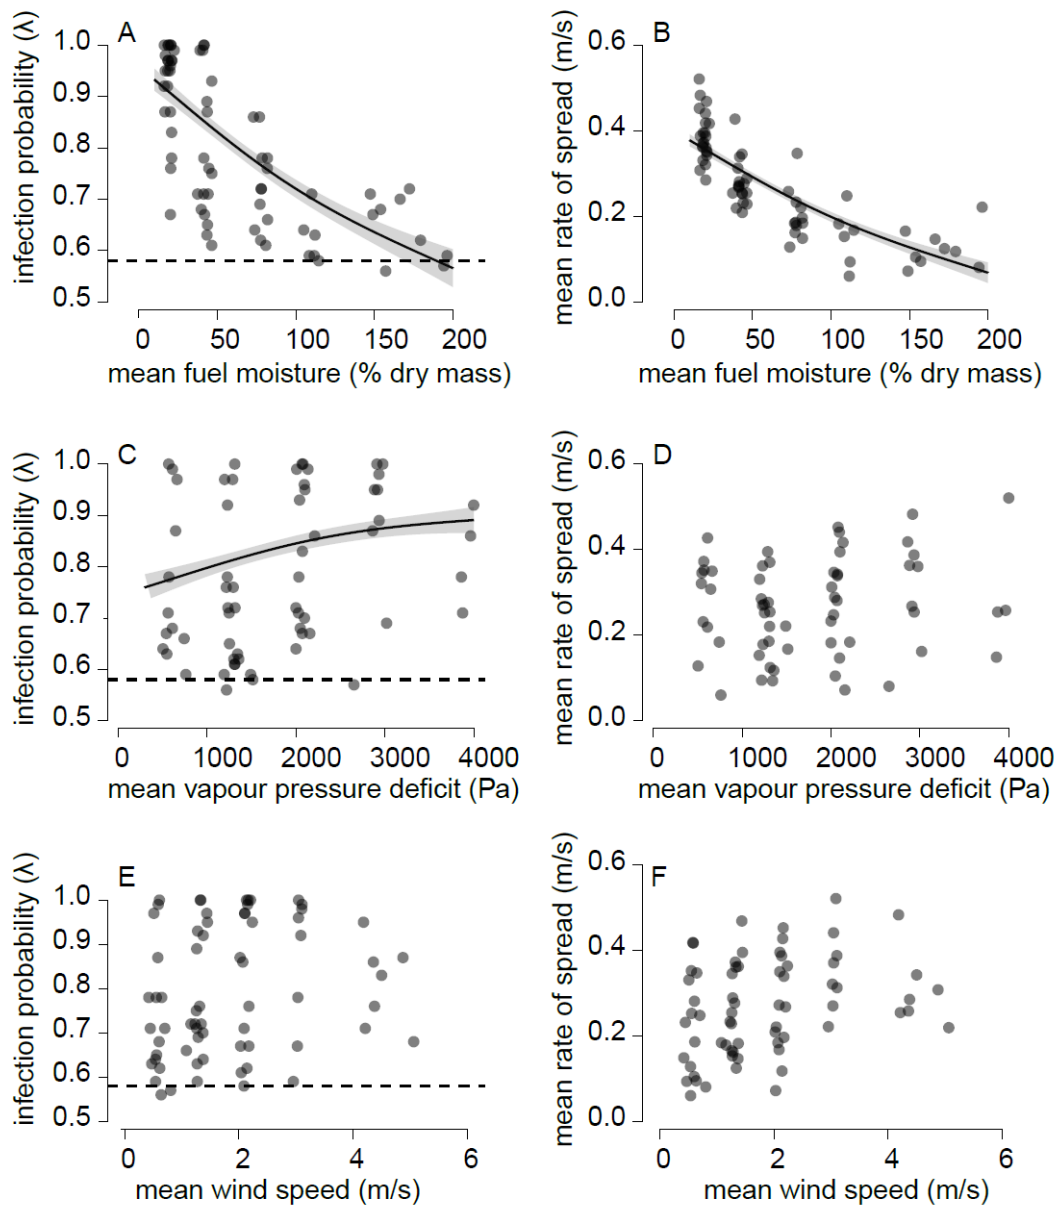 A
infection probability (λ)
1.0
0.9
0.8
0.7
0.6
0.5
0 50 100 150 200
mean fuel moisture (% dry mass)
B
mean rate of spread (m/s)
0.6
0.4
0.2
0.0
0 50 100 150 200
mean fuel moisture (% dry mass)
C
infection probability (λ)
1.0
0.9
0.8
0.7
0.6
0.5
0 1000 2000 3000 4000
mean vapour pressure deficit (Pa)
D
mean rate of spread (m/s)
0.6
0.4
0.2
0.0
0 1000 2000 3000 4000
mean vapour pressure deficit (Pa)
E
infection probability (λ)
1.0
0.9
0.8
0.7
0.6
0.5
0 2 4 6
mean wind speed (m/s)
F
mean rate of spread (m/s)
0.6
0.4
0.2
0.0
0 2 4 6
mean wind speed (m/s)